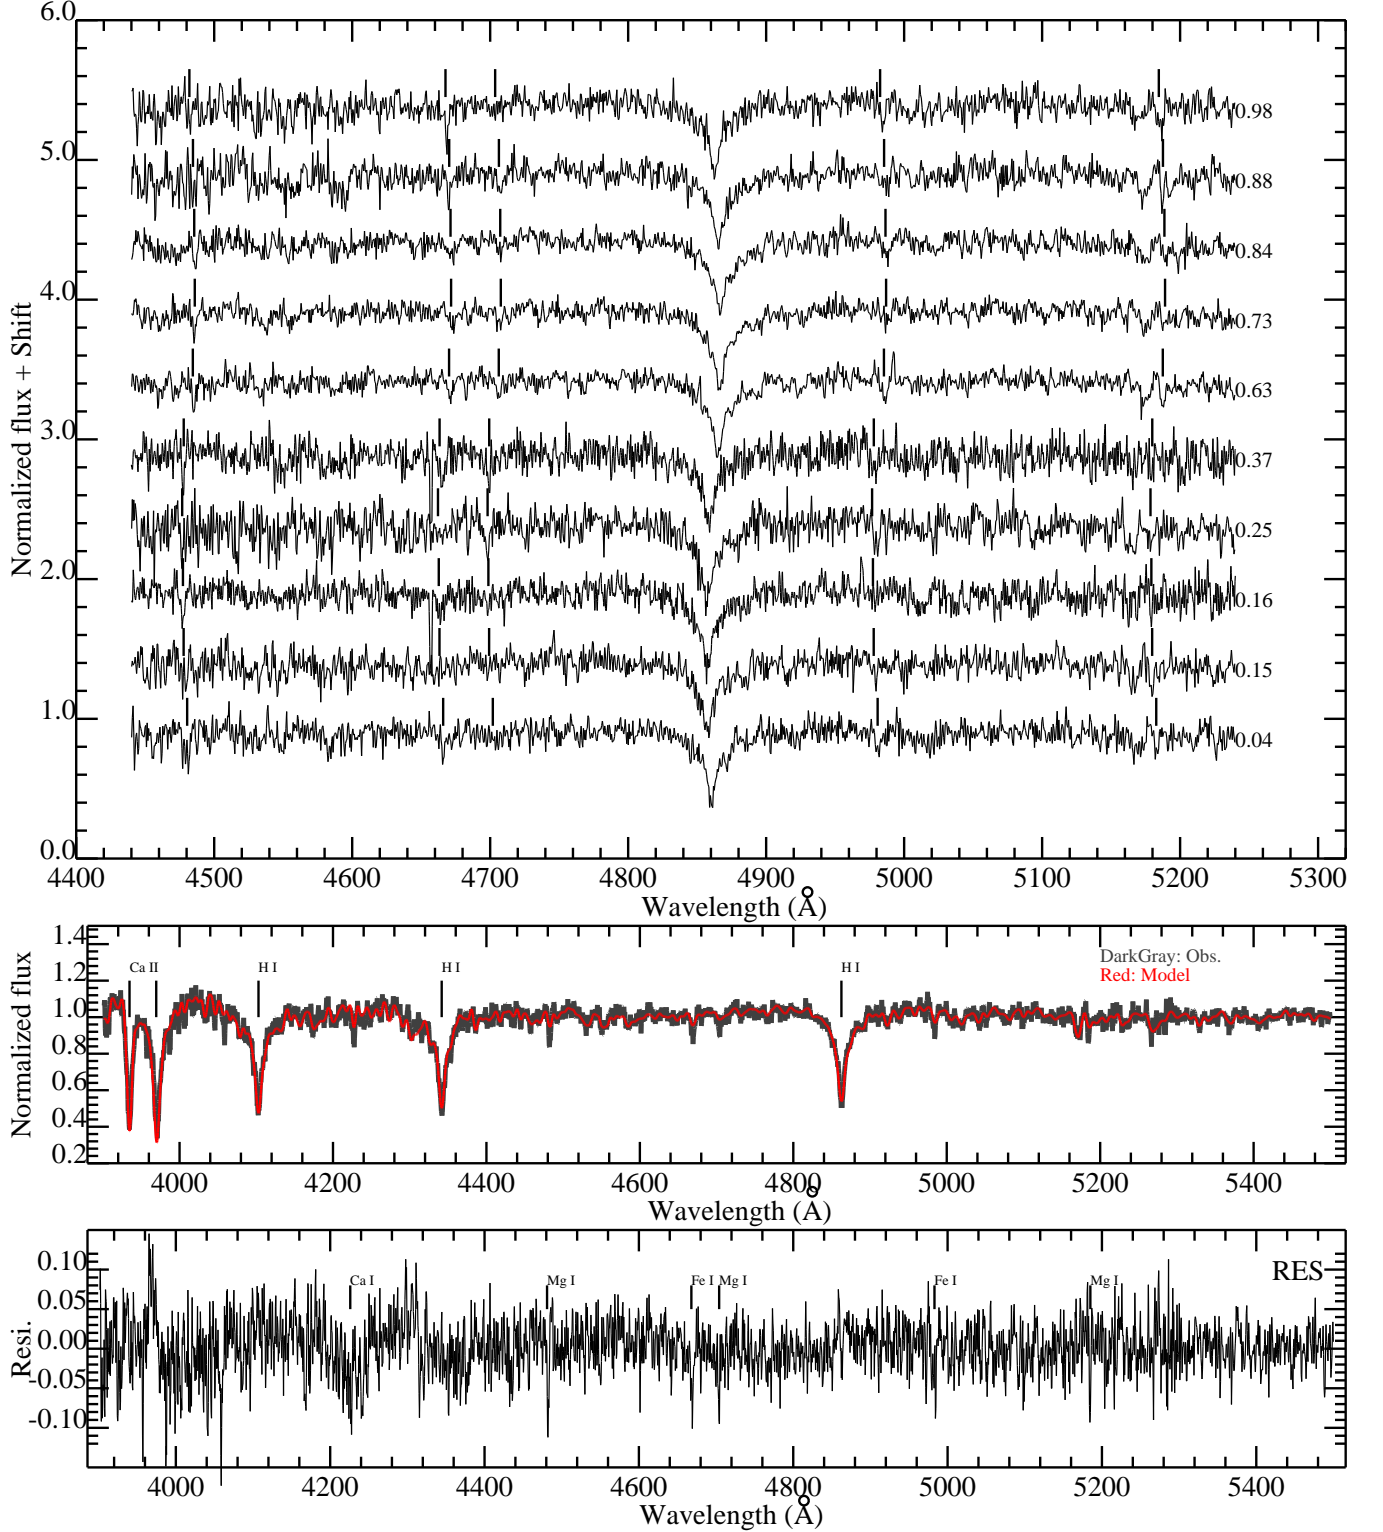 6.0
5.0
4.0
3.0
2.0
1.0
0.0
Normalized flux + Shift
0.98
0.88
0.84
0.73
0.63
0.37
0.25
0.16
0.15
0.04
4400 4500 4600 4700 4800 4900 5000 5100 5200 5300
Wavelength (Å)
1.4
1.2
1.0
0.8
0.6
0.4
0.2
Normalized flux
Ca II H I H I H I
DarkGray: Obs.
Red: Model
4000 4200 4400 4600 4800 5000 5200 5400
Wavelength (Å)
0.10
0.05
0.00
-0.05
-0.10
Resi.
Ca I Mg I Fe I Mg I Fe I Mg I
RES
4000 4200 4400 4600 4800 5000 5200 5400
Wavelength (Å)